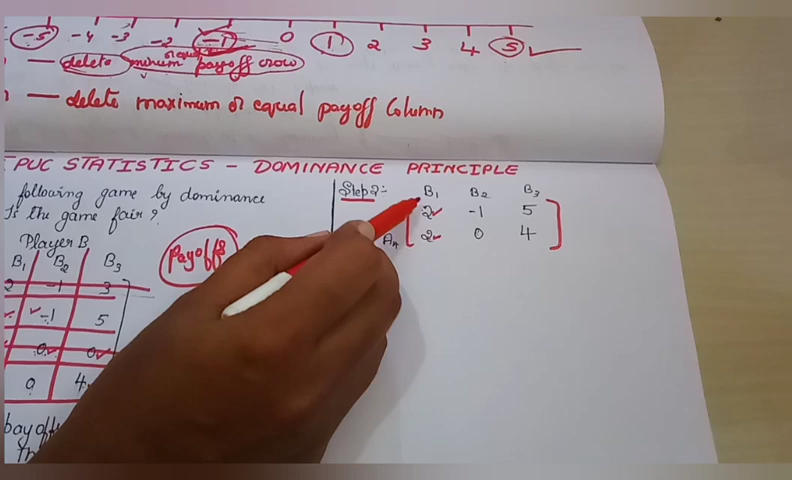 -5 -4 -3 -2 -1 0 1 2 3 4 5
— delete minimum or equal payoff row
— delete maximum or equal payoff Column
PUC STATISTICS - DOMINANCE PRINCIPLE
following game by dominance
Is the game fair?
Player B
B1 B2 B3
2 -1 3
-1 5
0 0
0 4
payoffs
Step 2:-
B1 B2 B3
2 -1 5
A4 2 0 4